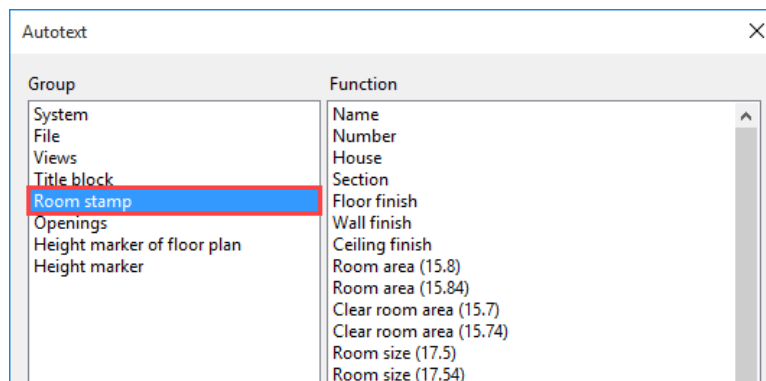 Autotext
Group
System
File
Views
Title block
Room stamp
Openings
Height marker of floor plan
Height marker
Function
Name
Number
House
Section
Floor finish
Wall finish
Ceiling finish
Room area (15.8)
Room area (15.84)
Clear room area (15.7)
Clear room area (15.74)
Room size (17.5)
Room size (17.54)